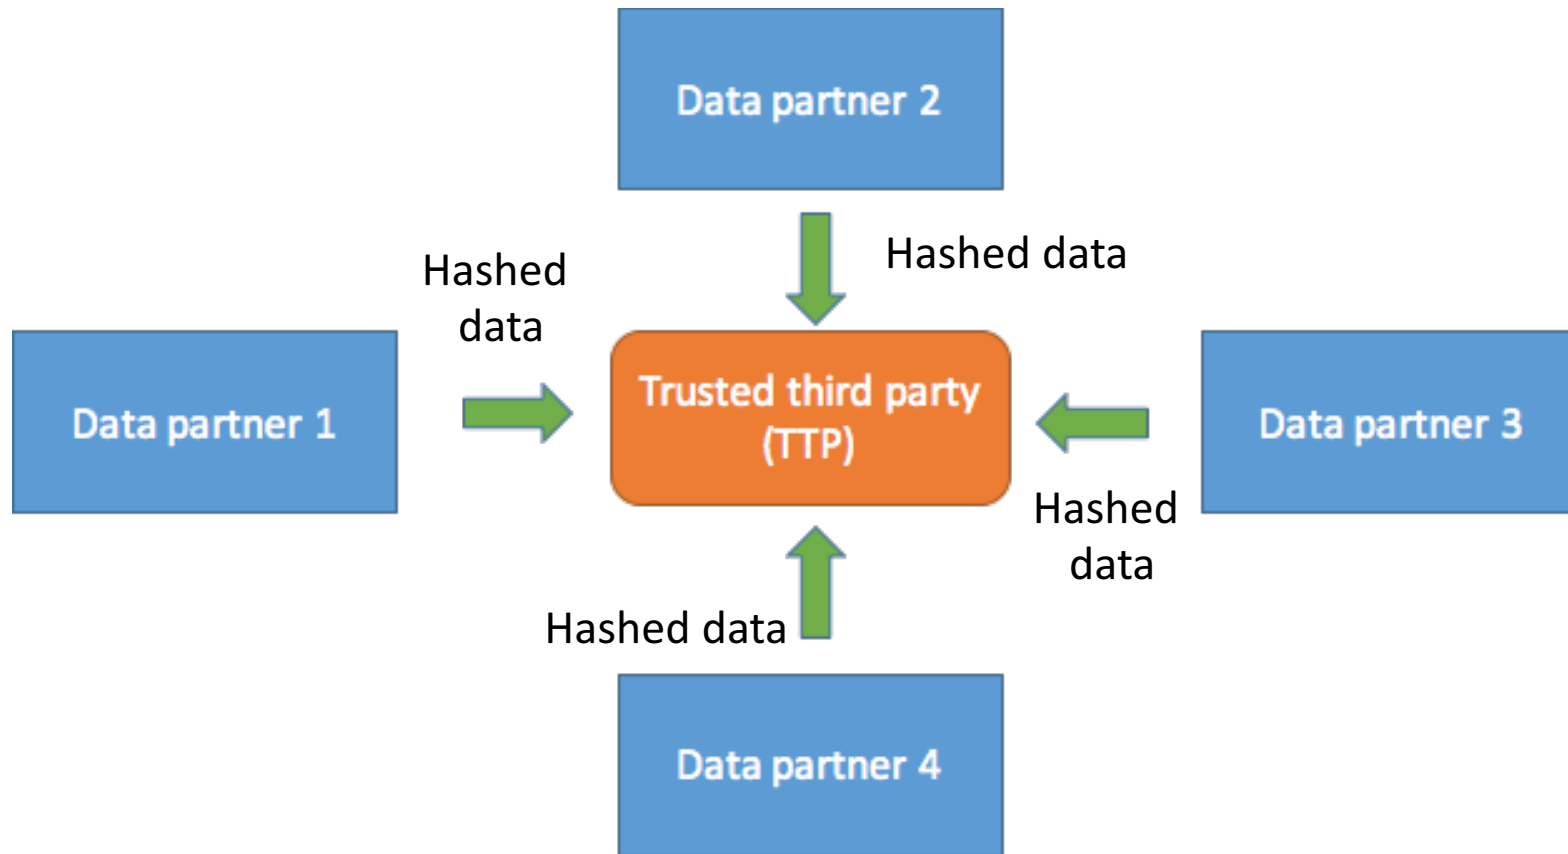 Data partner 2
Hashed data
Hashed
data
Data partner 1
Trusted third party
(TTP)
Data partner 3
Hashed
data
Hashed data
Data partner 4